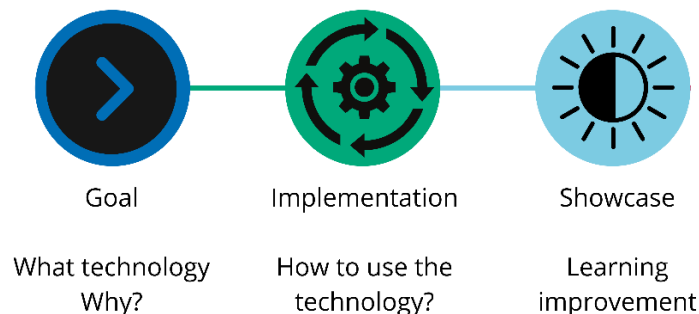 Goal
Implementation
Showcase
What technology
Why?
How to use the
technology?
Learning
improvement